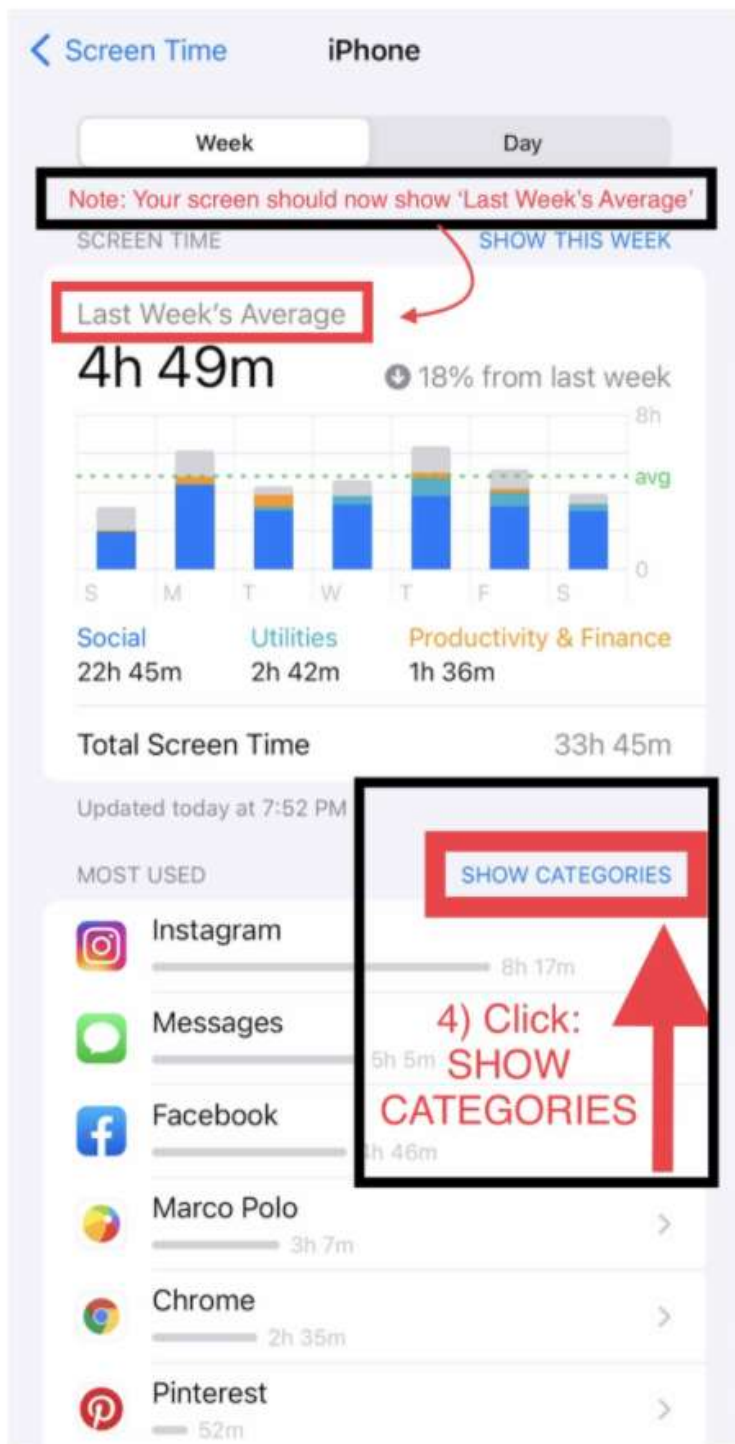 Screen Time
iPhone
Week
Day
Note: Your screen should now show ‘Last Week's Average’
SCREEN TIME
SHOW THIS WEEK
Last Week's Average
4h 49m
18% from last week
8h
avg
0
S M T W T F S
Social
Utilities
Productivity & Finance
22h 45m
2h 42m
1h 36m
Total Screen Time
33h 45m
Updated today at 7:52 PM
MOST USED
SHOW CATEGORIES
Instagram
8h 17m
Messages
5h 5m
4) Click:
SHOW
CATEGORIES
Facebook
4h 46m
Marco Polo
3h 7m
Chrome
2h 35m
Pinterest
52m